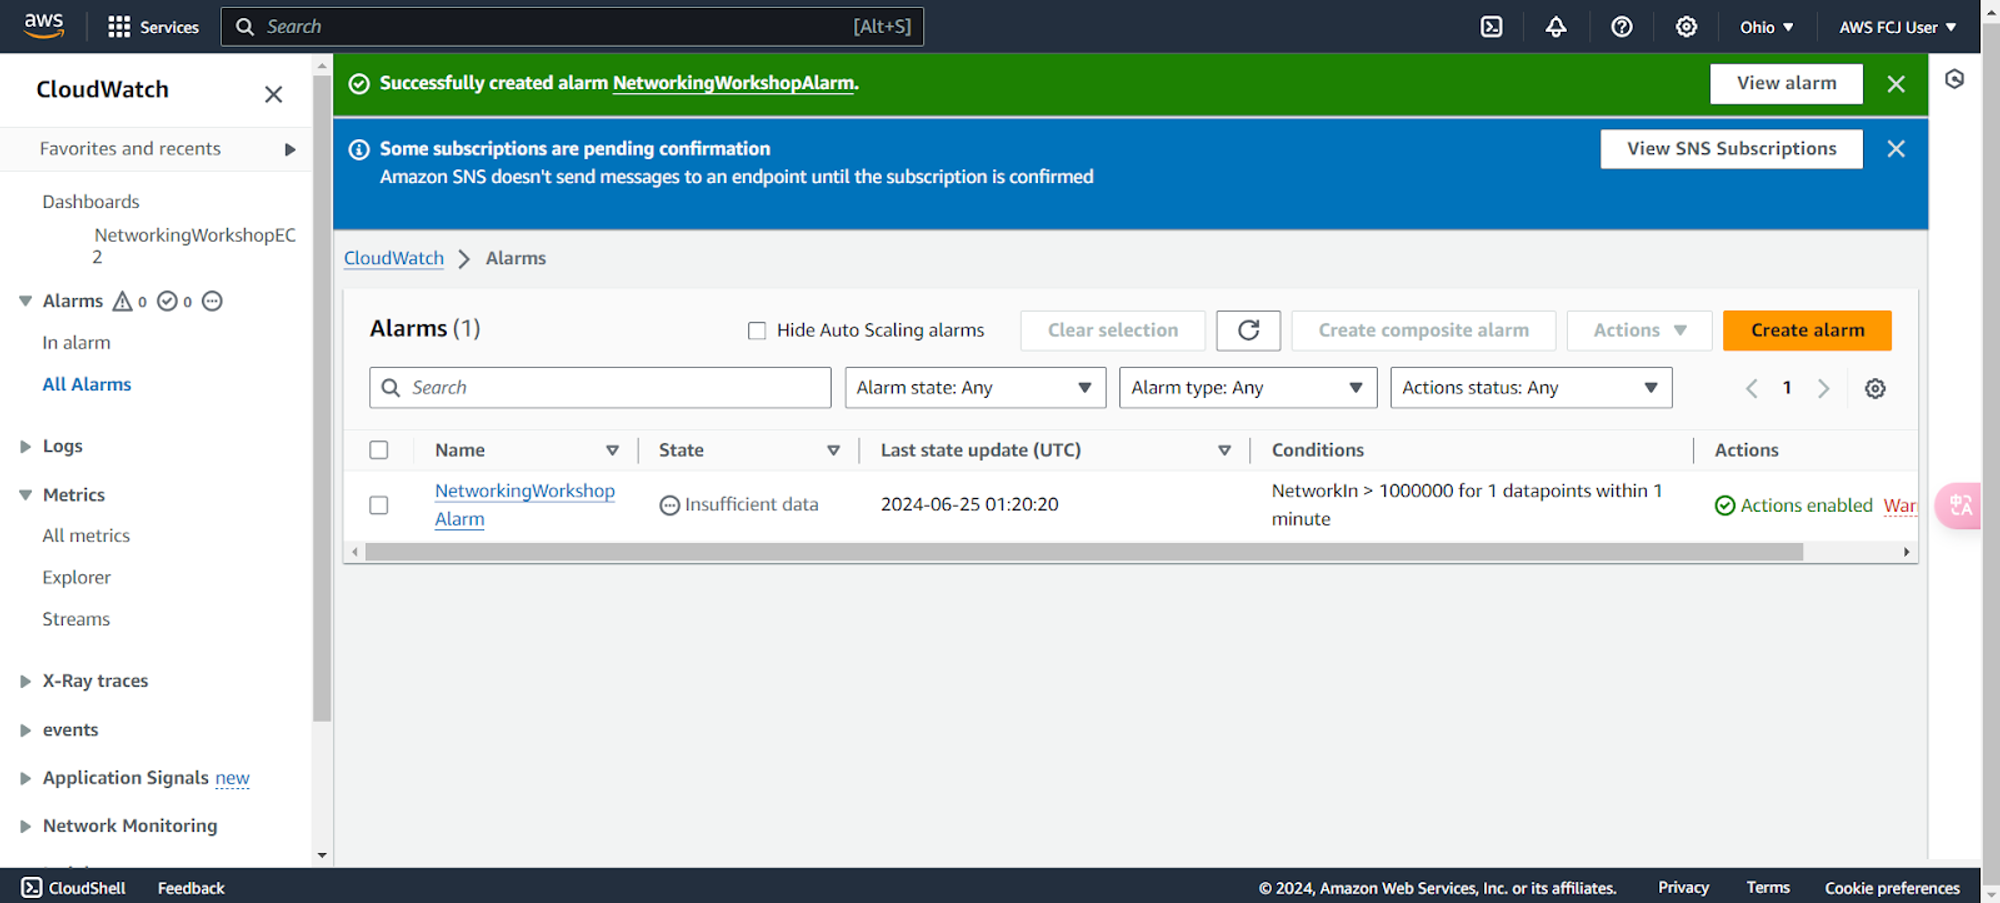 aws
Services
Search
[Alt+S]
Ohio
AWS FCJ User
CloudWatch
Favorites and recents
Dashboards
NetworkingWorkshopEC
2
Alarms
0
0
In alarm
All Alarms
Logs
Metrics
All metrics
Explorer
Streams
X-Ray traces
events
Application Signals new
Network Monitoring
Successfully created alarm NetworkingWorkshopAlarm.
View alarm
Some subscriptions are pending confirmation
Amazon SNS doesn't send messages to an endpoint until the subscription is confirmed
View SNS Subscriptions
CloudWatch
Alarms
Alarms (1)
Hide Auto Scaling alarms
Clear selection
Create composite alarm
Actions
Create alarm
Search
Alarm state: Any
Alarm type: Any
Actions status: Any
1
Name
State
Last state update (UTC)
Conditions
Actions
NetworkingWorkshop
Alarm
Insufficient data
2024-06-25 01:20:20
NetworkIn > 1000000 for 1 datapoints within 1
minute
Actions enabled
War
中A
CloudShell
Feedback
© 2024, Amazon Web Services, Inc. or its affiliates.
Privacy
Terms
Cookie preferences